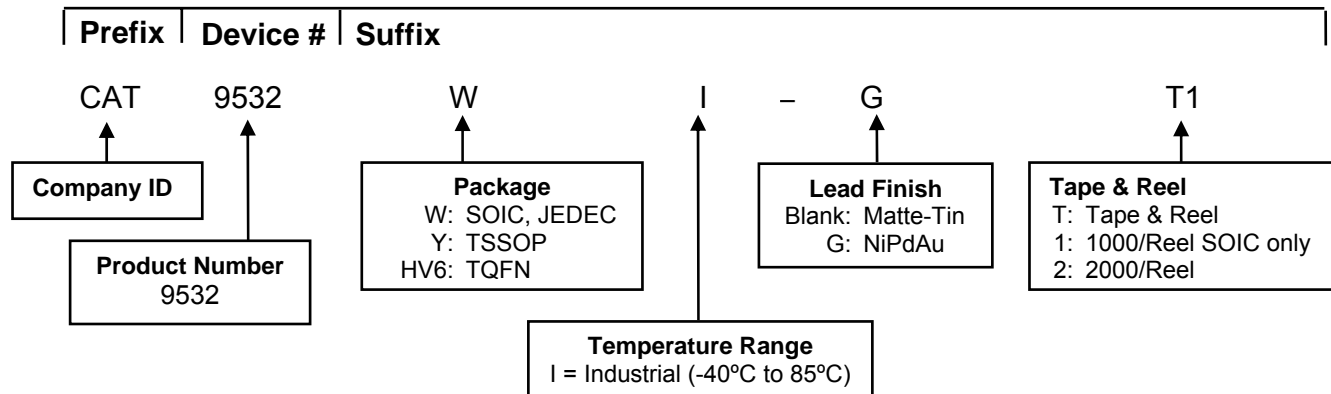 Prefix Device # Suffix
CAT 9532 W I – G T1
Company ID
Product Number
9532
Package
W: SOIC, JEDEC
Y: TSSOP
HV6: TQFN
Temperature Range
I = Industrial (-40ºC to 85ºC)
Lead Finish
Blank: Matte-Tin
G: NiPdAu
Tape & Reel
T: Tape & Reel
1: 1000/Reel SOIC only
2: 2000/Reel